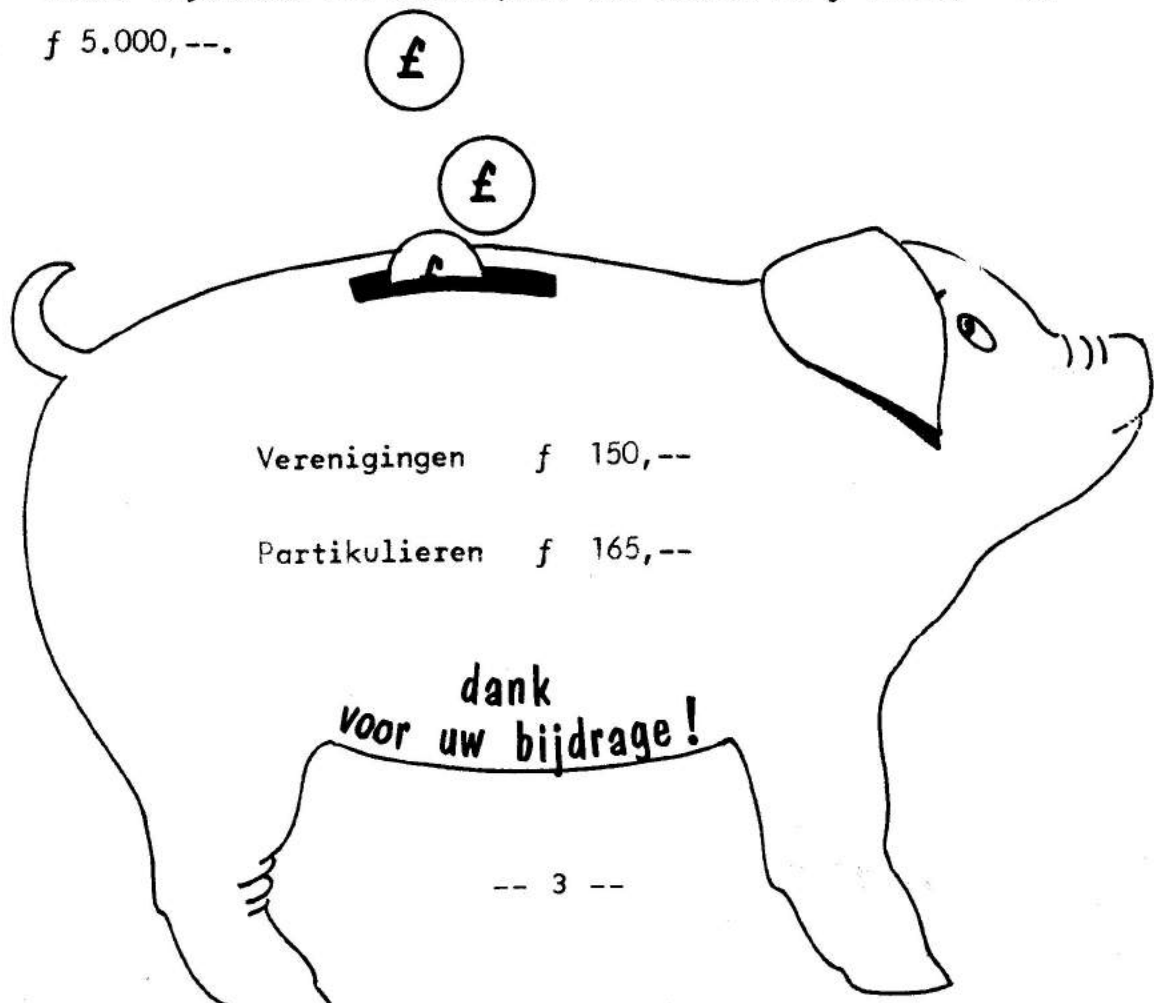 ƒ 5.000,--.
£
£
Verenigingen ƒ 150,--
Partikulieren ƒ 165,--
dank
voor uw bijdrage!
-- 3 --